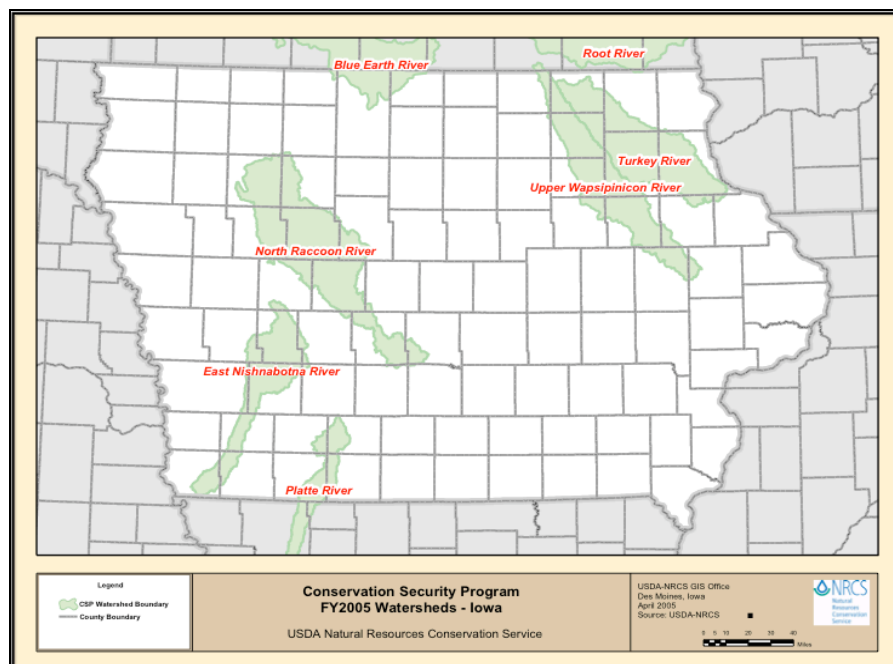 Root River
Blue Earth River
Turkey River
Upper Wapsipinicon River
North Raccoon River
East Nishnabotna River
Platte River
Legend
CSP Watershed Boundary
County Boundary
Conservation Security Program
FY2005 Watersheds - Iowa
USDA Natural Resources Conservation Service
USDA-NRCS GIS Office
Des Moines, Iowa
April 2005
Source: USDA-NRCS
0 5 10 20 30 40
Miles
NRCS
Natural
Resources
Conservation
Service